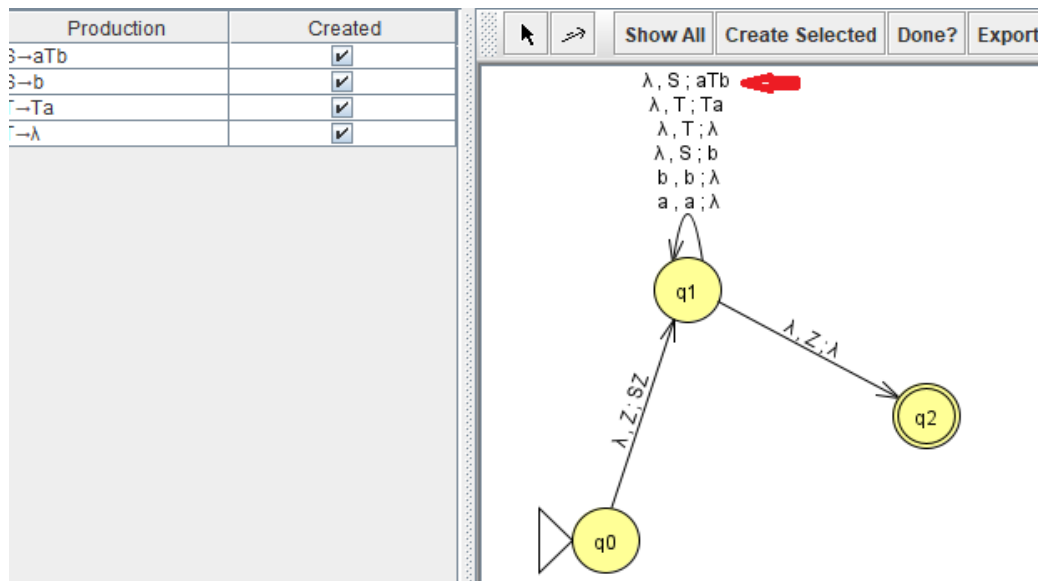 Production Created
S→aTb
S→b
T→Ta
T→λ
Show All Create Selected Done? Export
λ , S ; aTb
λ , T ; Ta
λ , T ; λ
λ , S ; b
b , b ; λ
a , a ; λ
q1
λ , Z ; λ
λ , Z ; SZ
q2
q0